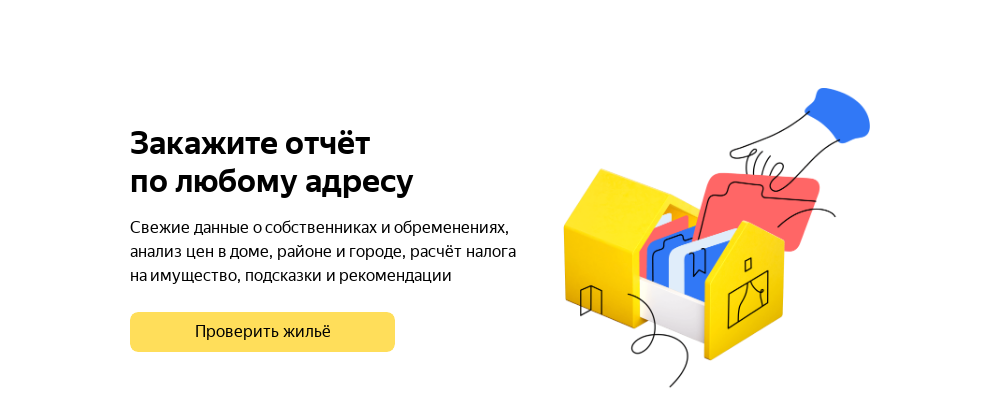 Закажите отчёт
по любому адресу
Свежие данные о собственниках и обременениях,
анализ цен в доме, районе и городе, расчёт налога
на имущество, подсказки и рекомендации
Проверить жильё